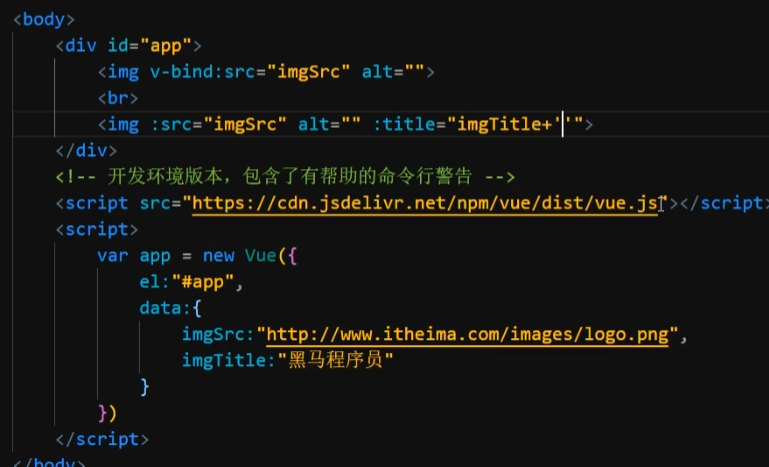 <body>
<div id="app">
<img v-bind:src="imgSrc" alt="">
<br>
<img :src="imgSrc" alt="" :title="imgTitle+''">
</div>
<!-- 开发环境版本，包含了有帮助的命令行警告 -->
<script src="https://cdn.jsdelivr.net/npm/vue/dist/vue.js"></script>
<script>
var app = new Vue({
el:"#app",
data:{
imgSrc:"http://www.itheima.com/images/logo.png",
imgTitle:"黑马程序员"
}
})
</script>
</body>